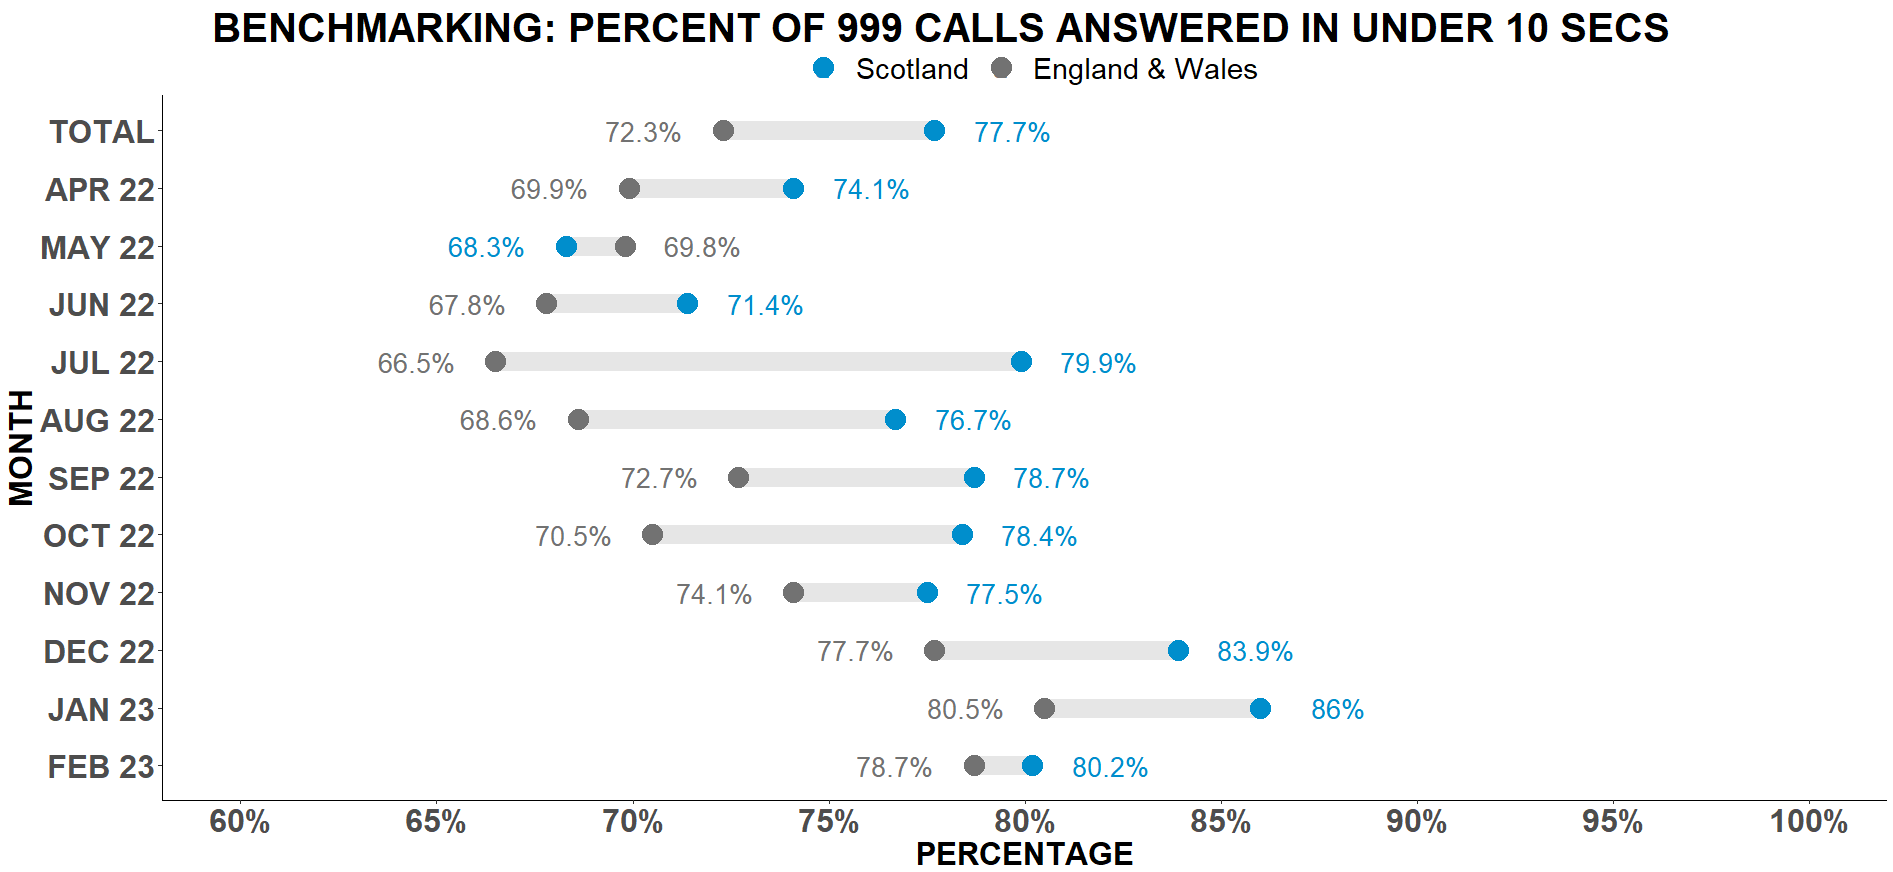 BENCHMARKING: PERCENT OF 999 CALLS ANSWERED IN UNDER 10 SECS
Scotland England & Wales
TOTAL 72.3% 77.7%
APR 22 69.9% 74.1%
MAY 22 68.3% 69.8%
JUN 22 67.8% 71.4%
JUL 22 66.5% 79.9%
AUG 22 68.6% 76.7%
SEP 22 72.7% 78.7%
OCT 22 70.5% 78.4%
NOV 22 74.1% 77.5%
DEC 22 77.7% 83.9%
JAN 23 80.5% 86%
FEB 23 78.7% 80.2%
MONTH
60% 65% 70% 75% 80% 85% 90% 95% 100%
PERCENTAGE